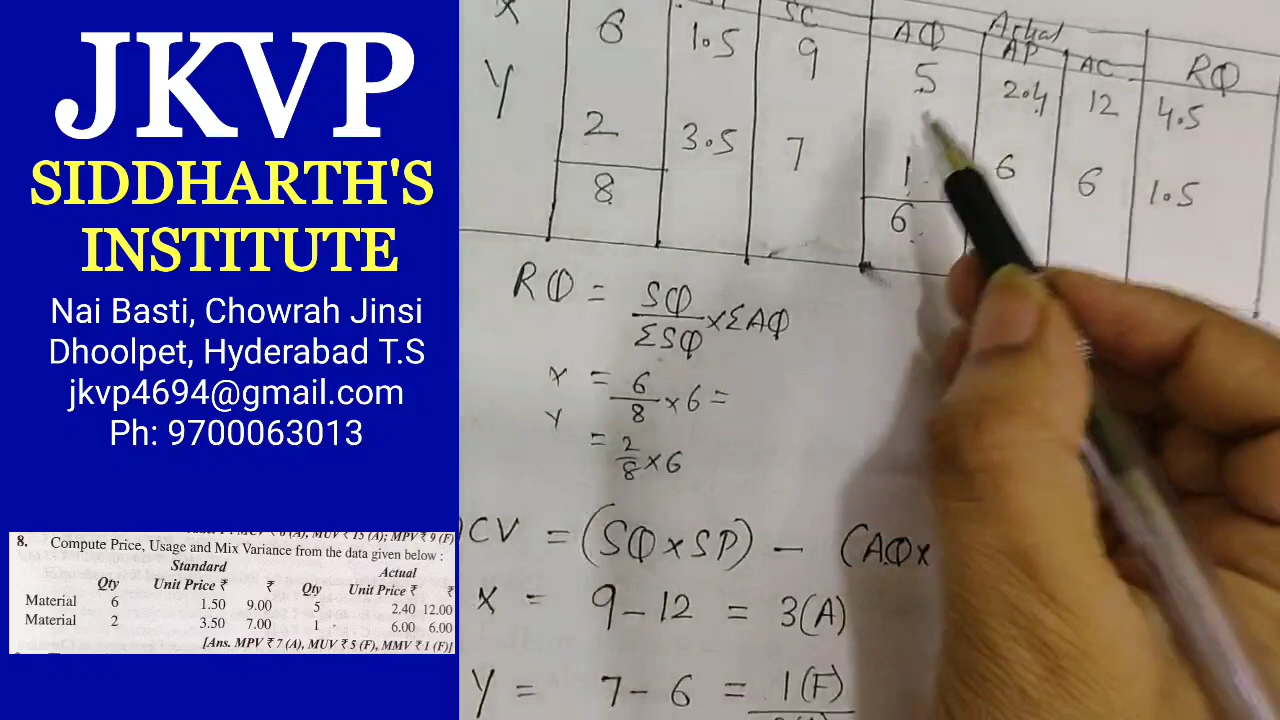 JKVP
SIDDHARTH'S
INSTITUTE
Nai Basti, Chowrah Jinsi
Dhoolpet, Hyderabad T.S
jkvp4694@gmail.com
Ph: 9700063013
8. Compute Price, Usage and Mix Variance from the data given below :
Standard Actual
Qty Unit Price ₹ ₹ Qty Unit Price ₹ ₹
Material 6 1.50 9.00 5 2.40 12.00
Material 2 3.50 7.00 1 6.00 6.00
[Ans. MPV ₹ 7 (A), MUV ₹ 5 (F), MMV ₹ 1 (F)]
SC Actual
AQ AP AC RQ
X 6 1.5 9 5 2.4 12 4.5
Y 2 3.5 7 1 6 6 1.5
8 6
RQ = SQ/ΣSQ × ΣAQ
X = 6/8 × 6 =
Y = 2/8 × 6
CV = (SQ × SP) - (AQ ×
X = 9 - 12 = 3(A)
Y = 7 - 6 = 1(F)